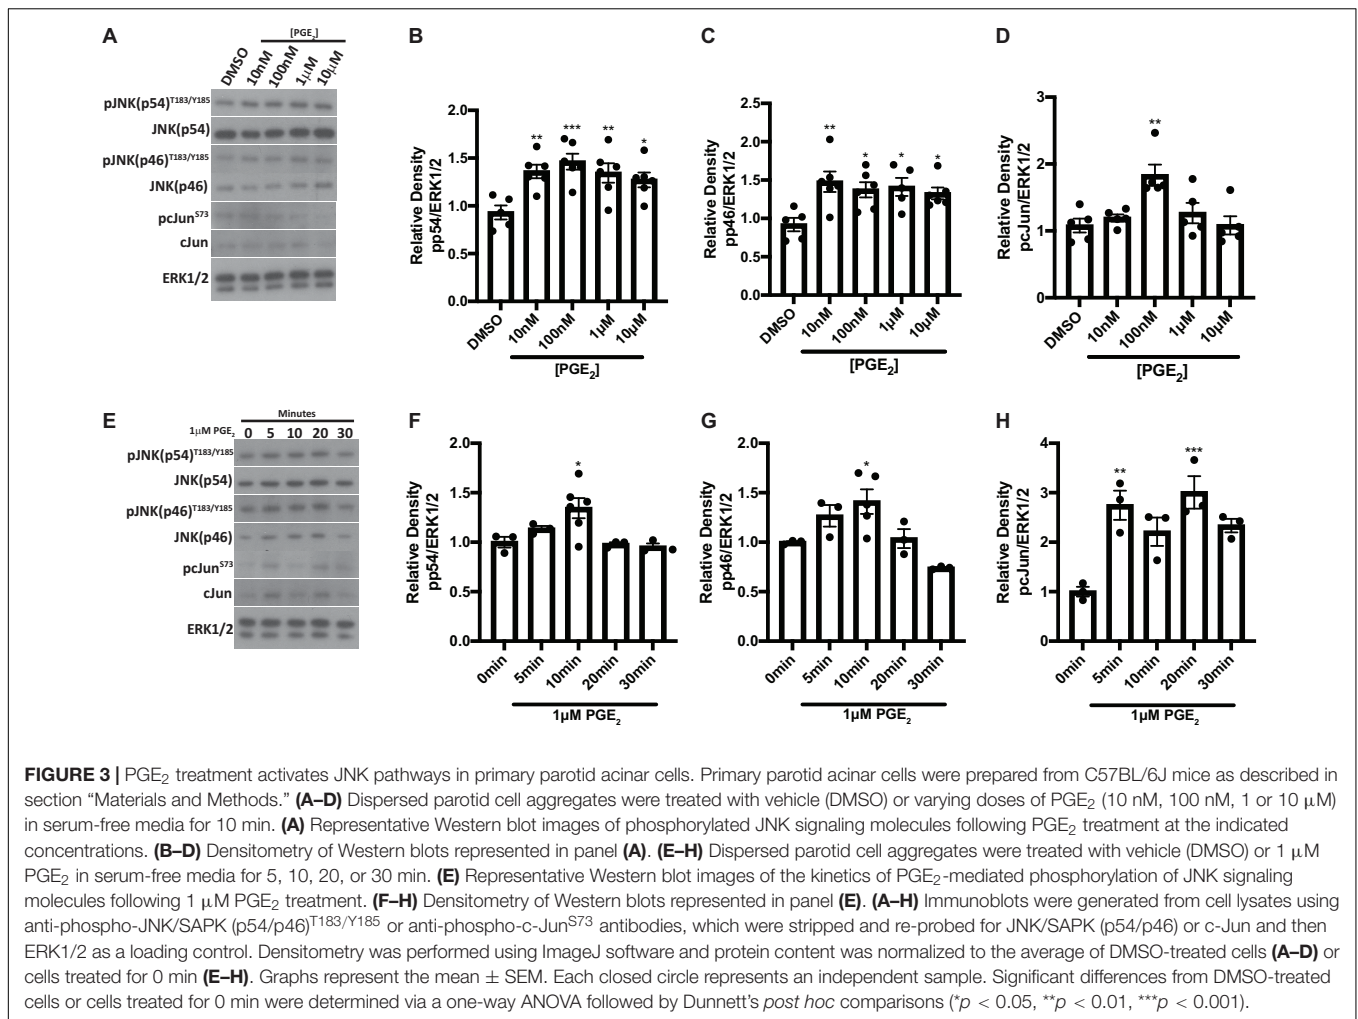 A
[PGE2]
DMSO
10nM
100nM
1µM
10µM
pJNK(p54)T183/Y185
JNK(p54)
pJNK(p46)T183/Y185
JNK(p46)
pcJunS73
cJun
ERK1/2
B
Relative Density
pp54/ERK1/2
2.0
1.5
1.0
0.5
0.0
** *** ** *
DMSO
10nM
100nM
1µM
10µM
[PGE2]
C
Relative Density
pp46/ERK1/2
2.5
2.0
1.5
1.0
0.5
0.0
** * * *
DMSO
10nM
100nM
1µM
10µM
[PGE2]
D
Relative Density
pcJun/ERK1/2
3
2
1
0
**
DMSO
10nM
100nM
1µM
10µM
[PGE2]
E
Minutes
1µM PGE2 0 5 10 20 30
pJNK(p54)T183/Y185
JNK(p54)
pJNK(p46)T183/Y185
JNK(p46)
pcJunS73
cJun
ERK1/2
F
Relative Density
pp54/ERK1/2
2.0
1.5
1.0
0.5
0.0
*
0min
5min
10min
20min
30min
1µM PGE2
G
Relative Density
pp46/ERK1/2
2.0
1.5
1.0
0.5
0.0
*
0min
5min
10min
20min
30min
1µM PGE2
H
Relative Density
pcJun/ERK1/2
4
3
2
1
0
** ***
0min
5min
10min
20min
30min
1µM PGE2
FIGURE 3 | PGE2 treatment activates JNK pathways in primary parotid acinar cells. Primary parotid acinar cells were prepared from C57BL/6J mice as described in
section “Materials and Methods.” (A–D) Dispersed parotid cell aggregates were treated with vehicle (DMSO) or varying doses of PGE2 (10 nM, 100 nM, 1 or 10 µM)
in serum-free media for 10 min. (A) Representative Western blot images of phosphorylated JNK signaling molecules following PGE2 treatment at the indicated
concentrations. (B–D) Densitometry of Western blots represented in panel (A). (E–H) Dispersed parotid cell aggregates were treated with vehicle (DMSO) or 1 µM
PGE2 in serum-free media for 5, 10, 20, or 30 min. (E) Representative Western blot images of the kinetics of PGE2-mediated phosphorylation of JNK signaling
molecules following 1 µM PGE2 treatment. (F–H) Densitometry of Western blots represented in panel (E). (A–H) Immunoblots were generated from cell lysates using
anti-phospho-JNK/SAPK (p54/p46)T183/Y185 or anti-phospho-c-JunS73 antibodies, which were stripped and re-probed for JNK/SAPK (p54/p46) or c-Jun and then
ERK1/2 as a loading control. Densitometry was performed using ImageJ software and protein content was normalized to the average of DMSO-treated cells (A–D) or
cells treated for 0 min (E–H). Graphs represent the mean ± SEM. Each closed circle represents an independent sample. Significant differences from DMSO-treated
cells or cells treated for 0 min were determined via a one-way ANOVA followed by Dunnett’s post hoc comparisons (*p < 0.05, **p < 0.01, ***p < 0.001).